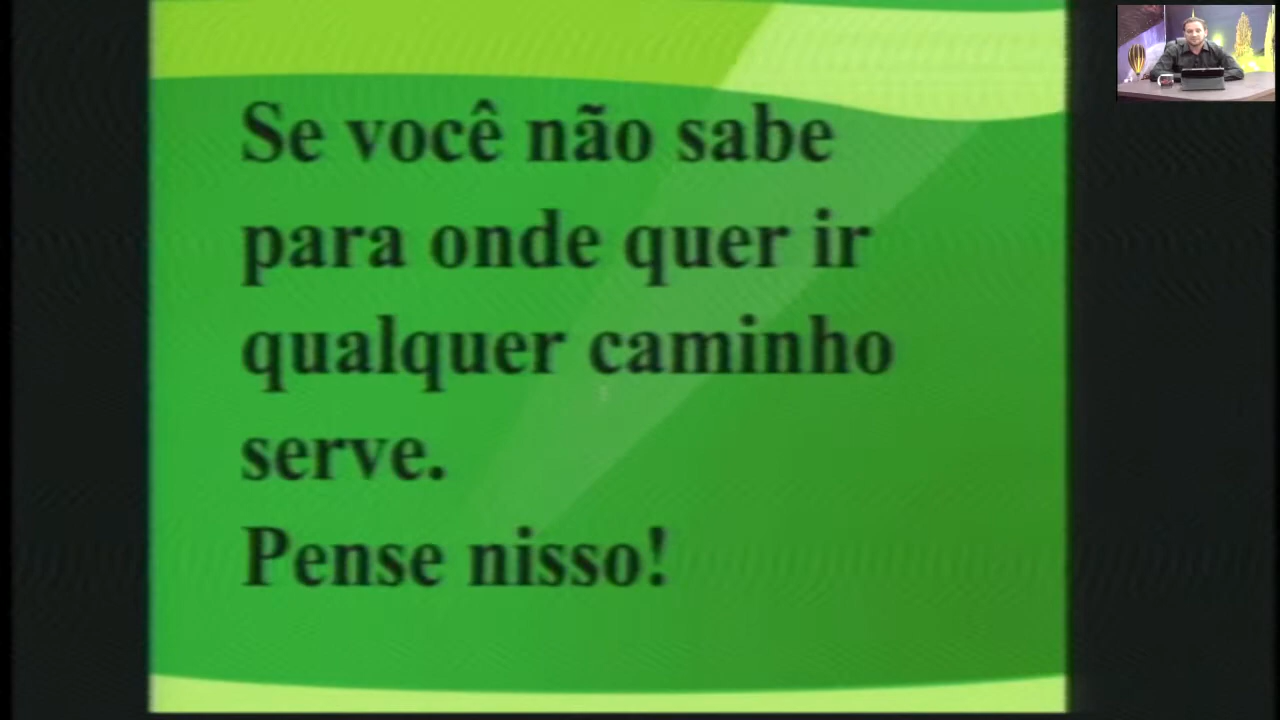 Se você não sabe
para onde quer ir
qualquer caminho
serve.
Pense nisso!